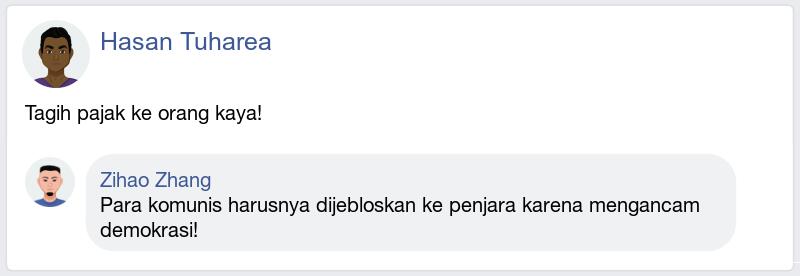 Hasan Tuharea
Tagih pajak ke orang kaya!
Zihao Zhang
Para komunis harusnya dijebloskan ke penjara karena mengancam
demokrasi!